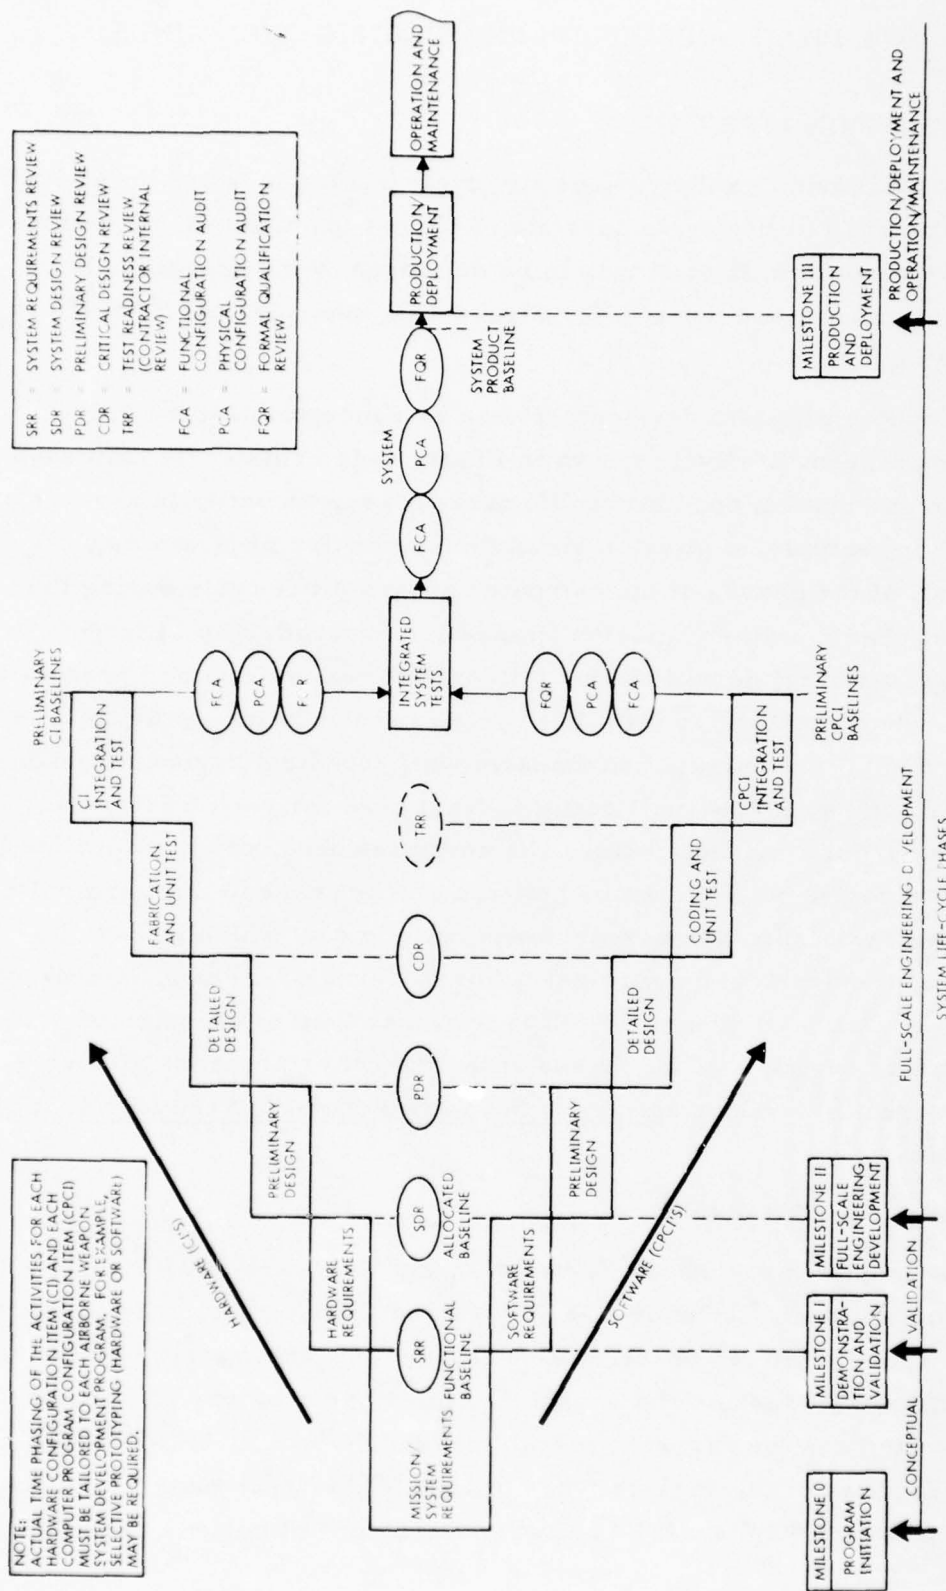 NOTE:
ACTUAL TIME PHASING OF THE ACTIVITIES FOR EACH
HARDWARE CONFIGURATION ITEM (CI) AND EACH
COMPUTER PROGRAM CONFIGURATION ITEM (CPCI)
MUST BE TAILORED TO EACH AIRBORNE WEAPON
SYSTEM DEVELOPMENT PROGRAM. FOR EXAMPLE,
SELECTIVE PROTOTYPING (HARDWARE OR SOFTWARE)
MAY BE REQUIRED.
SRR = SYSTEM REQUIREMENTS REVIEW
SDR = SYSTEM DESIGN REVIEW
PDR = PRELIMINARY DESIGN REVIEW
CDR = CRITICAL DESIGN REVIEW
TRR = TEST READINESS REVIEW
(CONTRACTOR INTERNAL
REVIEW)
FCA = FUNCTIONAL
CONFIGURATION AUDIT
PCA = PHYSICAL
CONFIGURATION AUDIT
FQR = FORMAL QUALIFICATION
REVIEW
HARDWARE (CI'S)
PRELIMINARY
CI BASELINES
CI
INTEGRATION
AND TEST
FABRICATION
AND UNIT TEST
DETAILED
DESIGN
PRELIMINARY
DESIGN
HARDWARE
REQUIREMENTS
FCA
PCA
MISSION/
SYSTEM
REQUIREMENTS
SRR
FUNCTIONAL
BASELINE
SDR
ALLOCATED
BASELINE
PDR
CDR
TRR
INTEGRATED
SYSTEM
TESTS
SYSTEM
FCA
PCA
FQR
SYSTEM
PRODUCT
BASELINE
PRODUCTION/
DEPLOYMENT
OPERATION AND
MAINTENANCE
FQR
PCA
FCA
SOFTWARE
REQUIREMENTS
PRELIMINARY
DESIGN
DETAILED
DESIGN
CODING AND
UNIT TEST
CPCI
INTEGRATION
AND TEST
PRELIMINARY
CPCI
BASELINES
SOFTWARE (CPCI'S)
MILESTONE 0
PROGRAM
INITIATION
MILESTONE I
DEMONSTRA-
TION AND
VALIDATION
MILESTONE II
FULL-SCALE
ENGINEERING
DEVELOPMENT
MILESTONE III
PRODUCTION
AND
DEPLOYMENT
CONCEPTUAL
VALIDATION
FULL-SCALE ENGINEERING D VELOPMENT
PRODUCTION/DEPLOYMENT AND
OPERATION/MAINTENANCE
SYSTEM LIFE-CYCLE PHASES